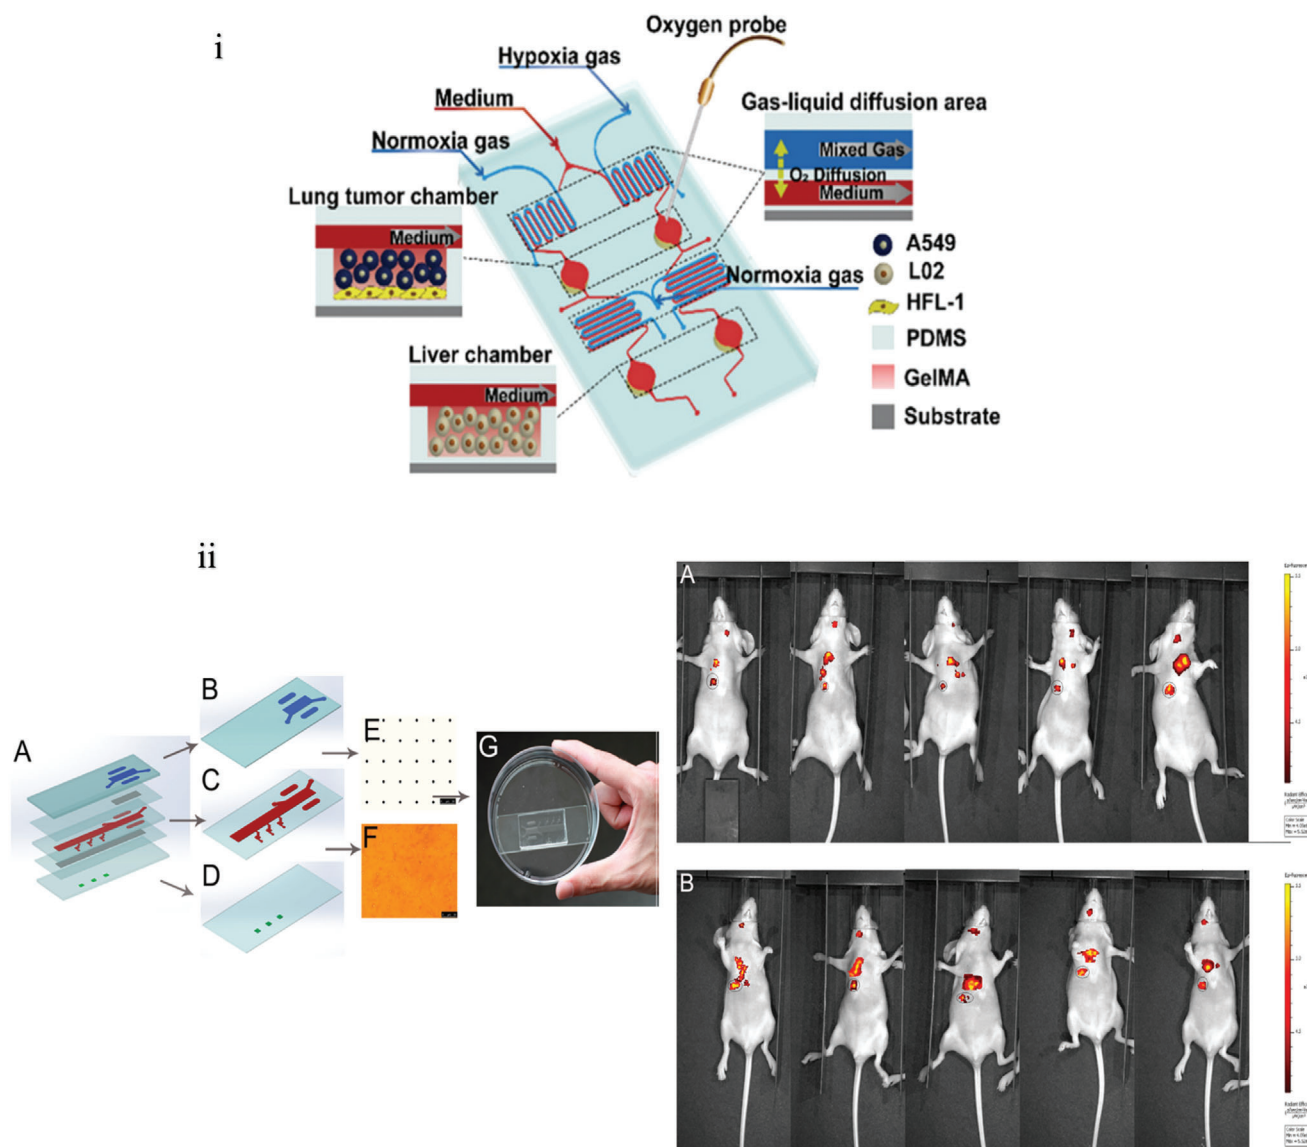 i
Oxygen probe
Hypoxia gas
Medium
Gas-liquid diffusion area
Normoxia gas
Mixed Gas
O₂ Diffusion
Medium
Lung tumor chamber
Medium
A549
L02
Normoxia gas
HFL-1
PDMS
Liver chamber
GelMA
Medium
Substrate
ii
A
B
C
D
E
F
G
A
B